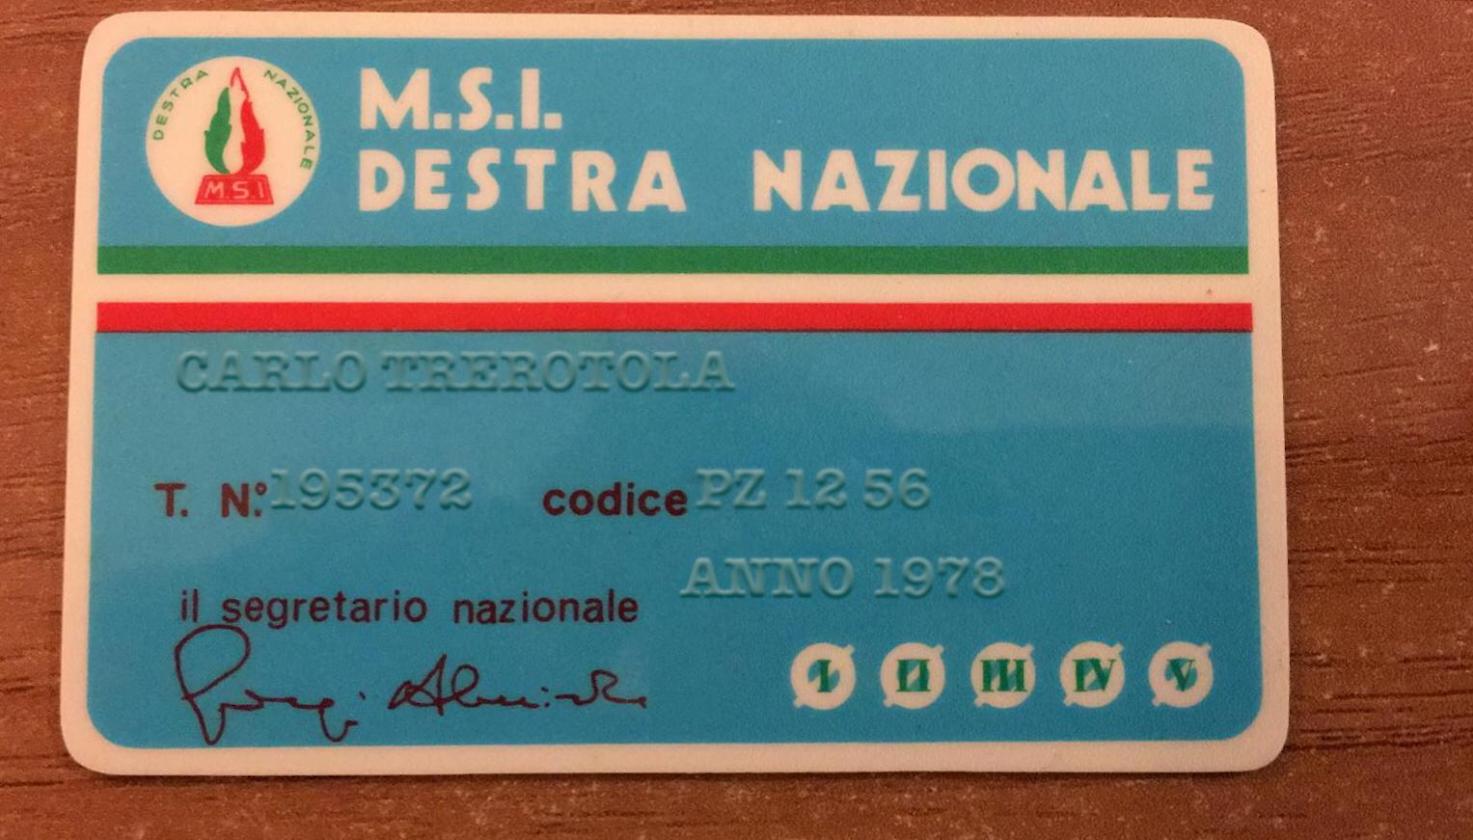 DESTRA NAZIONALE
M.S.I
M.S.I.
DESTRA NAZIONALE
CARLO TREROTOLA
T. N.° 195372 codice PZ 12 56
ANNO 1978
il segretario nazionale
I II III IV V